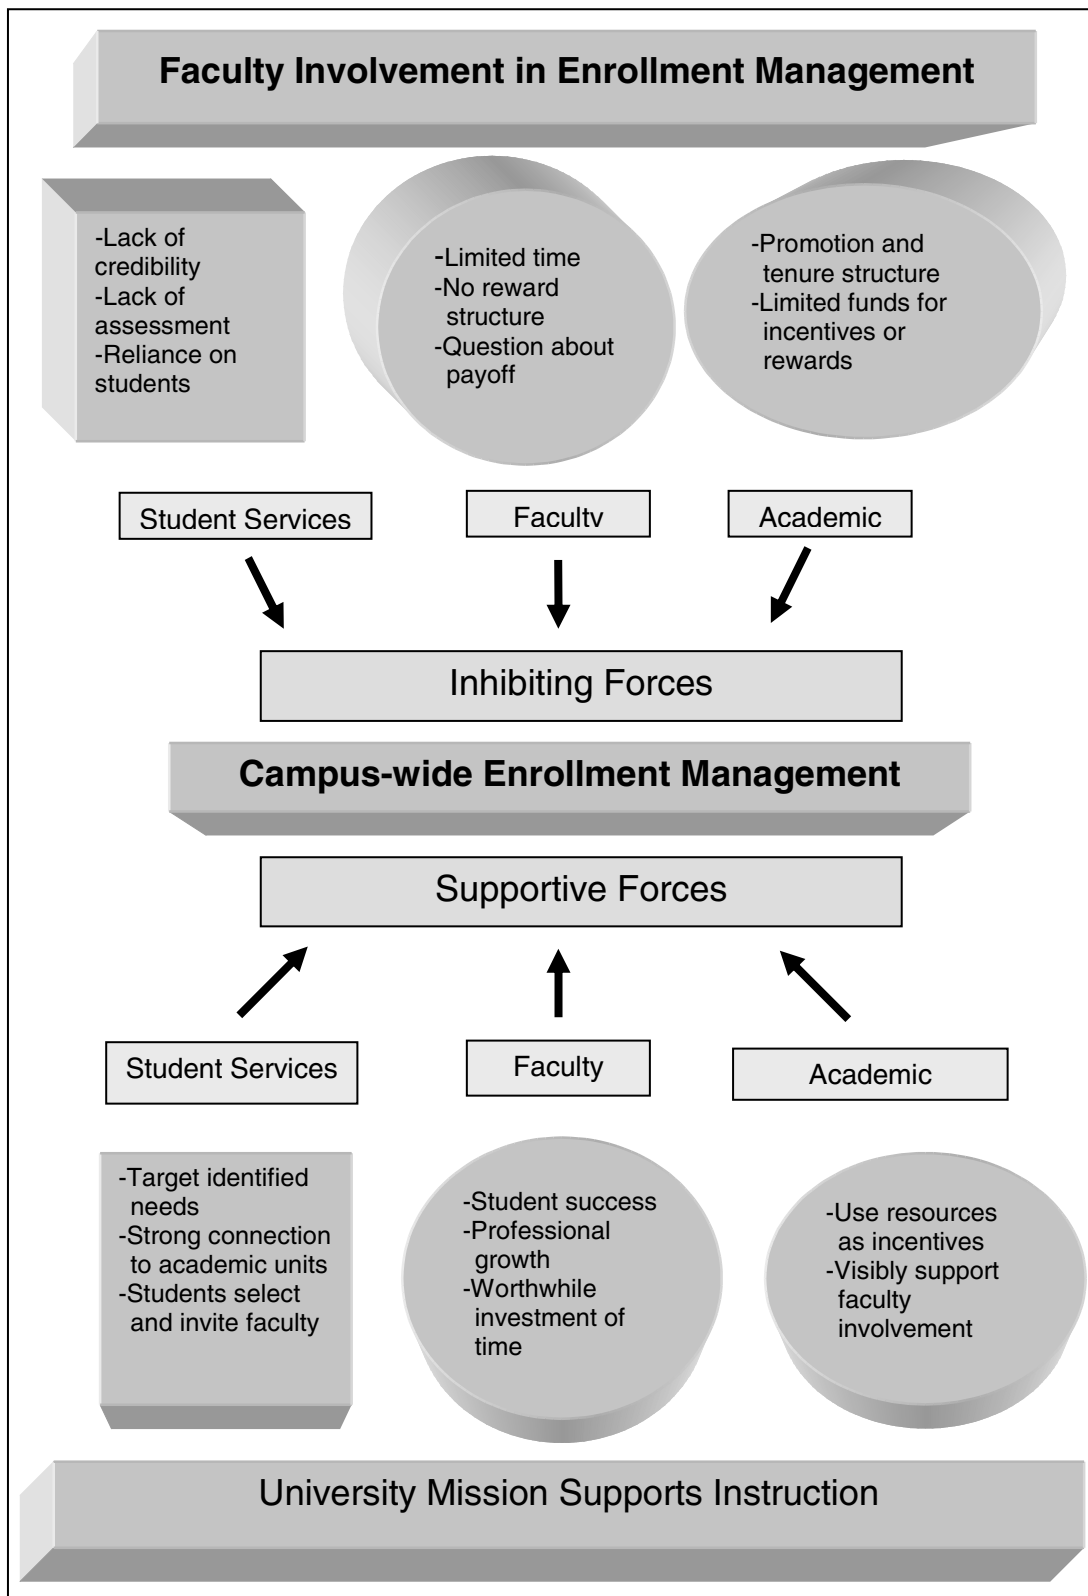 Faculty Involvement in Enrollment Management
-Lack of
credibility
-Lack of
assessment
-Reliance on
students
-Limited time
-No reward
structure
-Question about
payoff
-Promotion and
tenure structure
-Limited funds for
incentives or
rewards
Student Services
Faculty
Academic
Inhibiting Forces
Campus-wide Enrollment Management
Supportive Forces
Student Services
Faculty
Academic
-Target identified
needs
-Strong connection
to academic units
-Students select
and invite faculty
-Student success
-Professional
growth
-Worthwhile
investment of
time
-Use resources
as incentives
-Visibly support
faculty
involvement
University Mission Supports Instruction